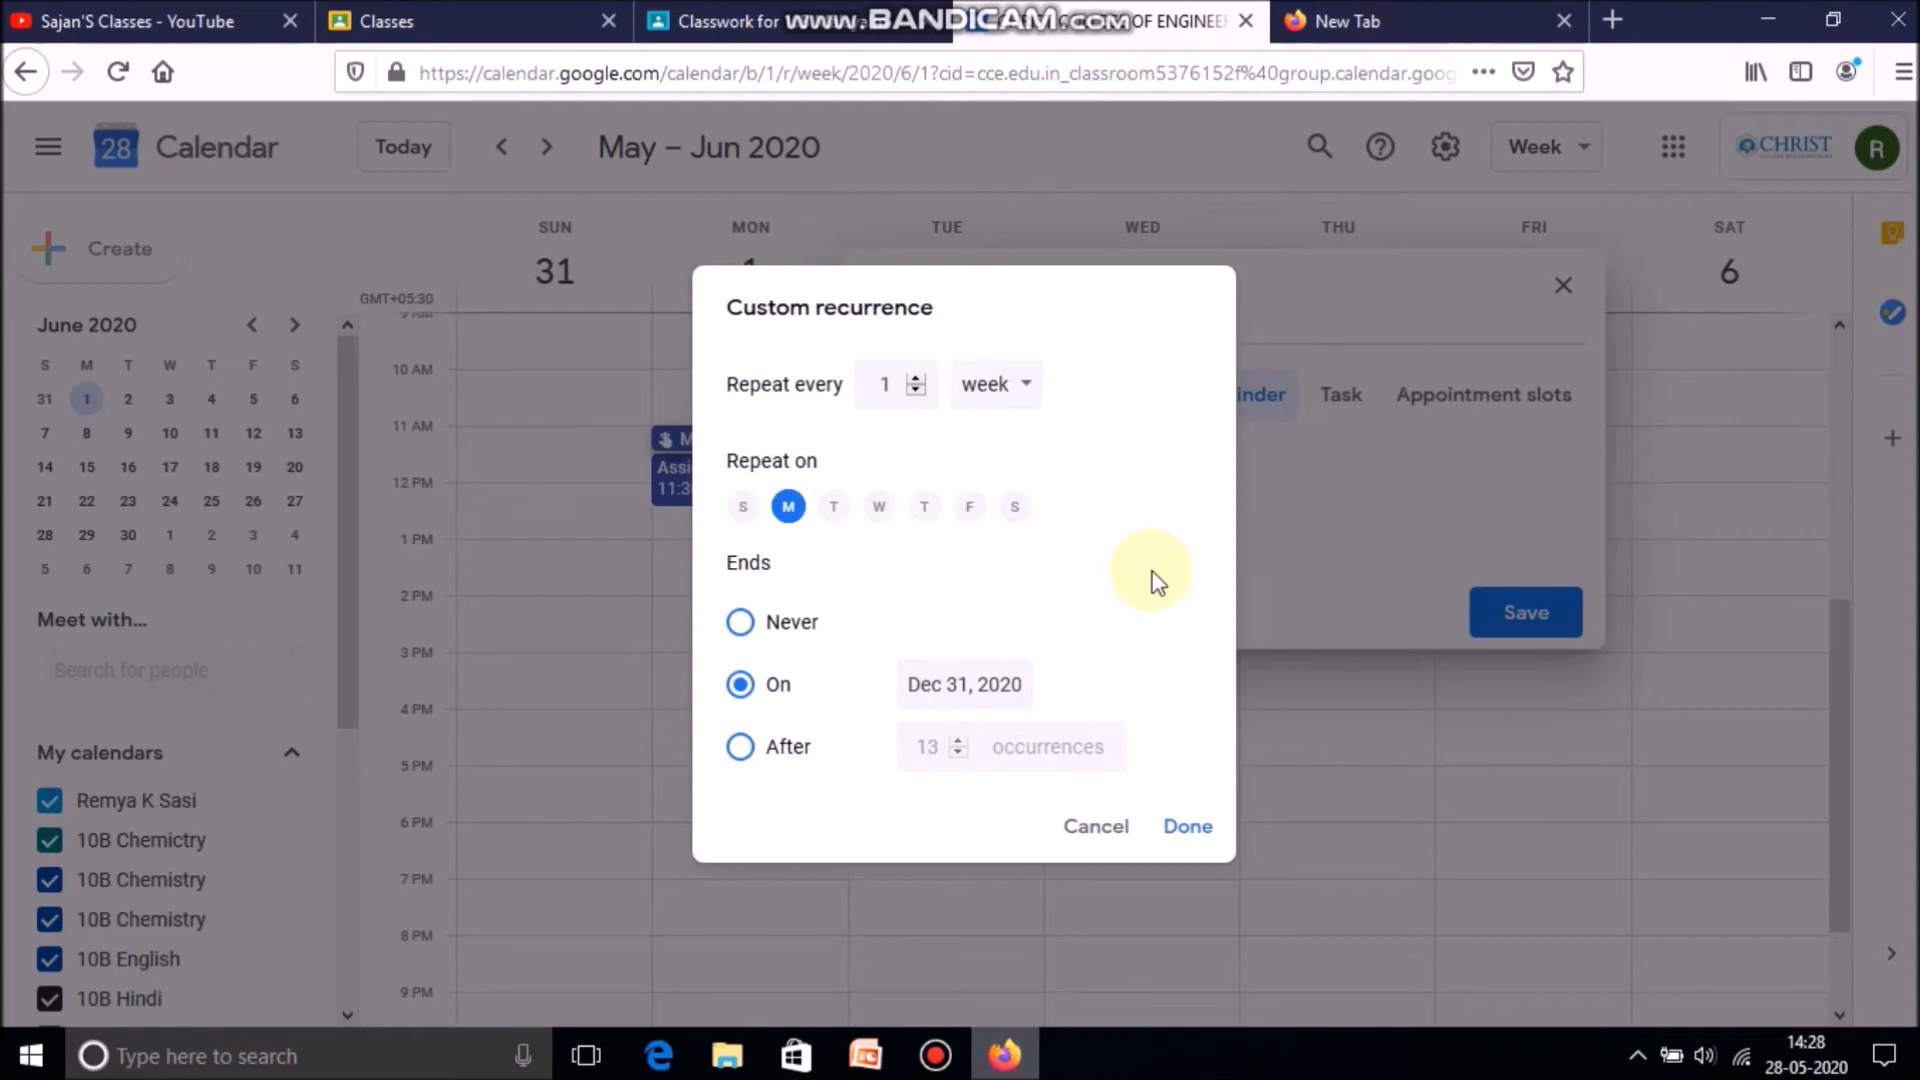 Sajan'S Classes - YouTube
Classes
Classwork for
www.BANDICAM.com
OF ENGINEER
New Tab
https://calendar.google.com/calendar/b/1/r/week/2020/6/1?cid=cce.edu.in_classroom5376152f%40group.calendar.goog
28
Calendar
Today
May – Jun 2020
Week
CHRIST
R
Create
SUN
MON
TUE
WED
THU
FRI
SAT
31
6
GMT+05:30
10 AM
11 AM
12 PM
1 PM
2 PM
3 PM
4 PM
5 PM
6 PM
7 PM
8 PM
9 PM
June 2020
S M T W T F S
31 1 2 3 4 5 6
7 8 9 10 11 12 13
14 15 16 17 18 19 20
21 22 23 24 25 26 27
28 29 30 1 2 3 4
5 6 7 8 9 10 11
Meet with...
Search for people
My calendars
Remya K Sasi
10B Chemictry
10B Chemistry
10B Chemistry
10B English
10B Hindi
M
Assi
11:3
Custom recurrence
Repeat every 1 week
Repeat on
S M T W T F S
Ends
Never
On Dec 31, 2020
After 13 occurrences
Cancel Done
inder
Task
Appointment slots
Save
Type here to search
14:28
28-05-2020